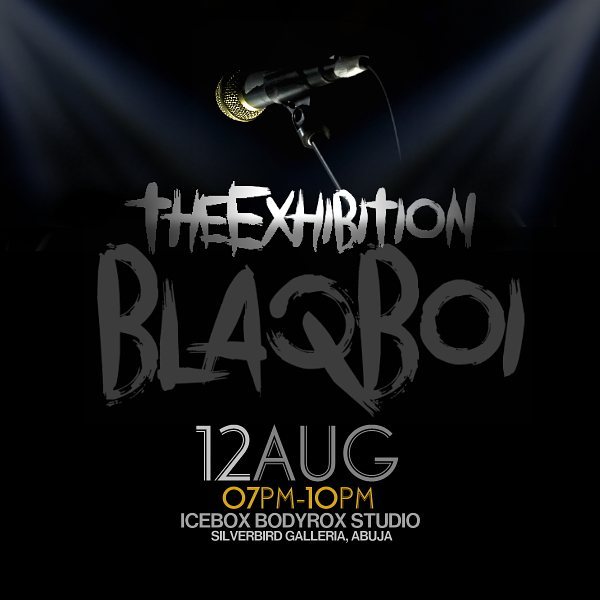 THEEXHIBITION
BLAQBOI
12AUG
07PM-10PM
ICEBOX BODYROX STUDIO
SILVERBIRD GALLERIA, ABUJA